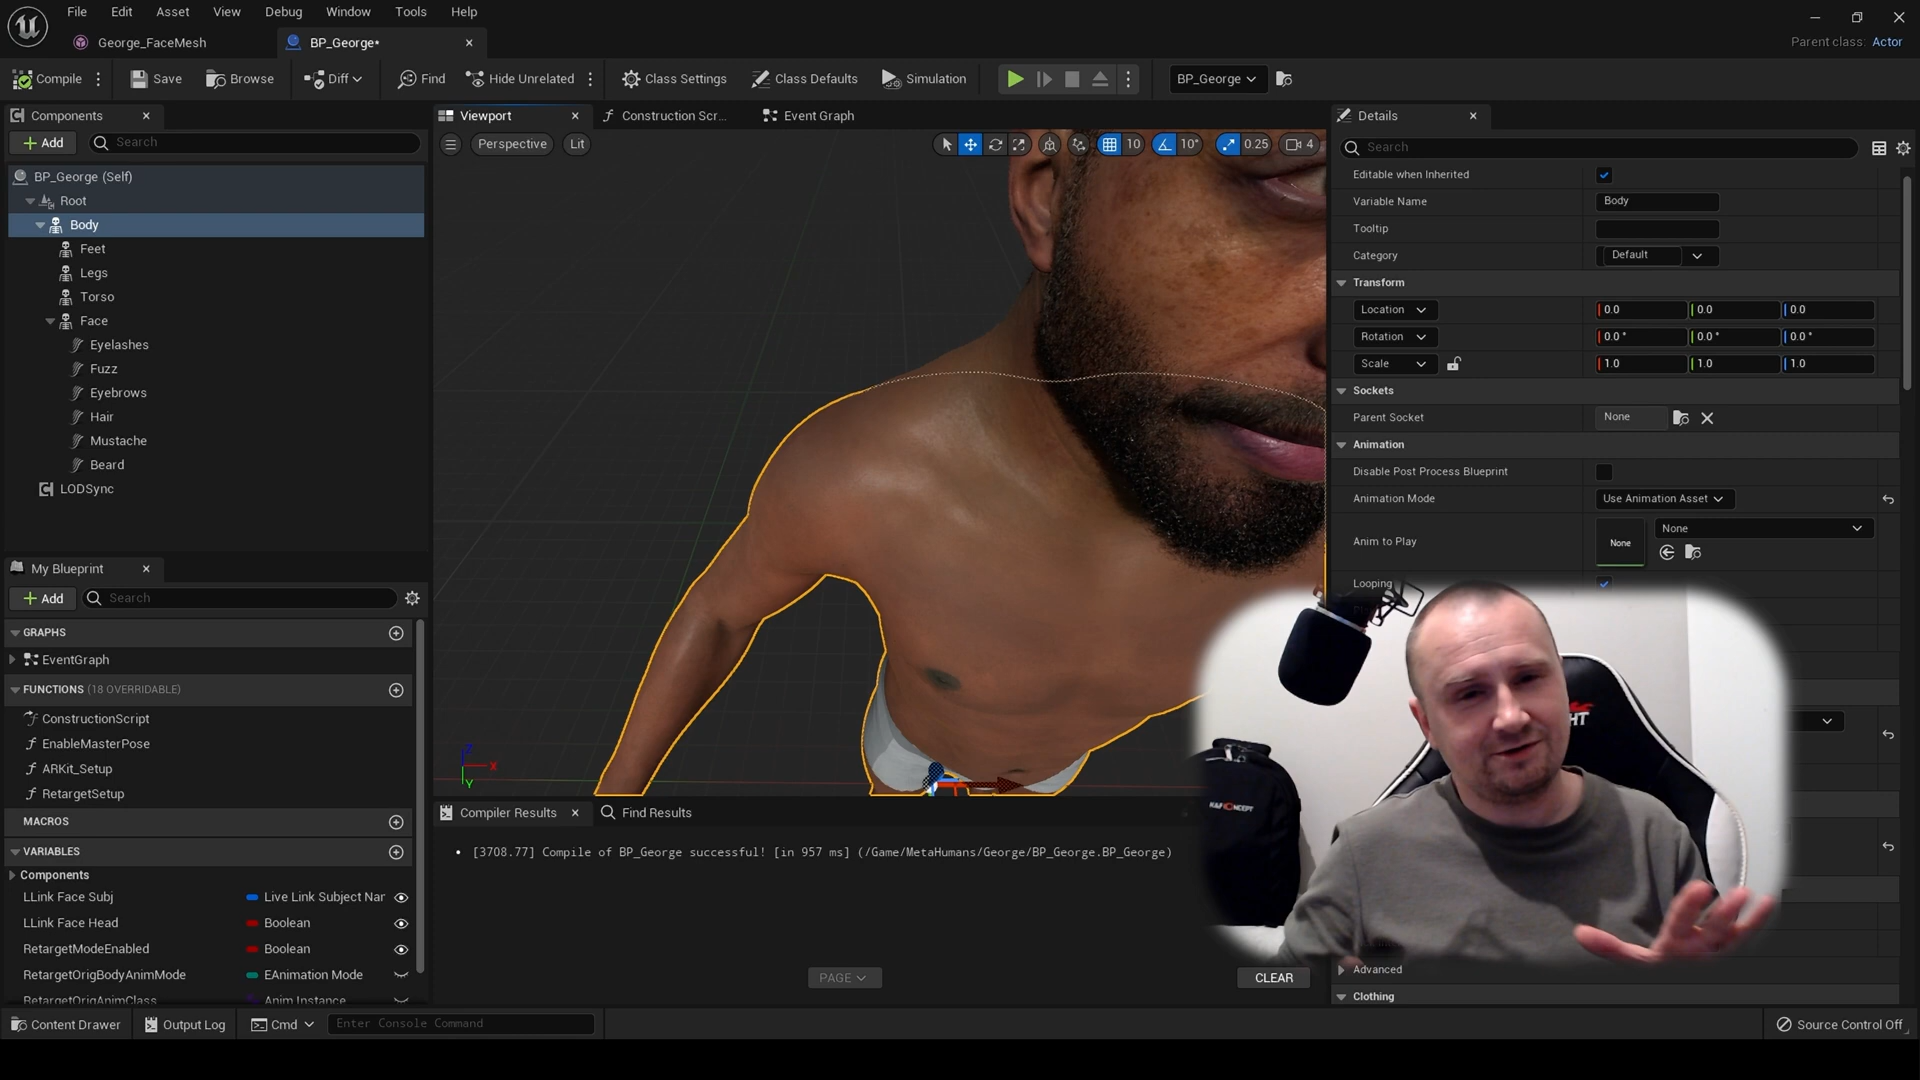 File Edit Asset View Debug Window Tools Help
George_FaceMesh
BP_George*
Parent class: Actor
Compile
Save
Browse
Diff
Find
Hide Unrelated
Class Settings
Class Defaults
Simulation
BP_George
Components
Add
Search
BP_George (Self)
Root
Body
Feet
Legs
Torso
Face
Eyelashes
Fuzz
Eyebrows
Hair
Mustache
Beard
LODSync
My Blueprint
Add
Search
GRAPHS
EventGraph
FUNCTIONS (18 OVERRIDABLE)
ConstructionScript
EnableMasterPose
ARKit_Setup
RetargetSetup
MACROS
VARIABLES
Components
LLink Face Subj Live Link Subject Nar
LLink Face Head Boolean
RetargetModeEnabled Boolean
RetargetOrigBodyAnimMode EAnimation Mode
RetargetOrigAnimClass Anim Instance
Viewport
Construction Scr...
Event Graph
Perspective
Lit
10
10°
0.25
4
Z
X
Y
Compiler Results
Find Results
[3708.77] Compile of BP_George successful! [in 957 ms] (/Game/MetaHumans/George/BP_George.BP_George)
PAGE
CLEAR
Details
Search
Editable when Inherited
Variable Name Body
Tooltip
Category Default
Transform
Location 0.0 0.0 0.0
Rotation 0.0° 0.0° 0.0°
Scale 1.0 1.0 1.0
Sockets
Parent Socket None
Animation
Disable Post Process Blueprint
Animation Mode Use Animation Asset
Anim to Play None None
Looping
HT
Advanced
Clothing
Content Drawer
Output Log
Cmd
Enter Console Command
Source Control Off